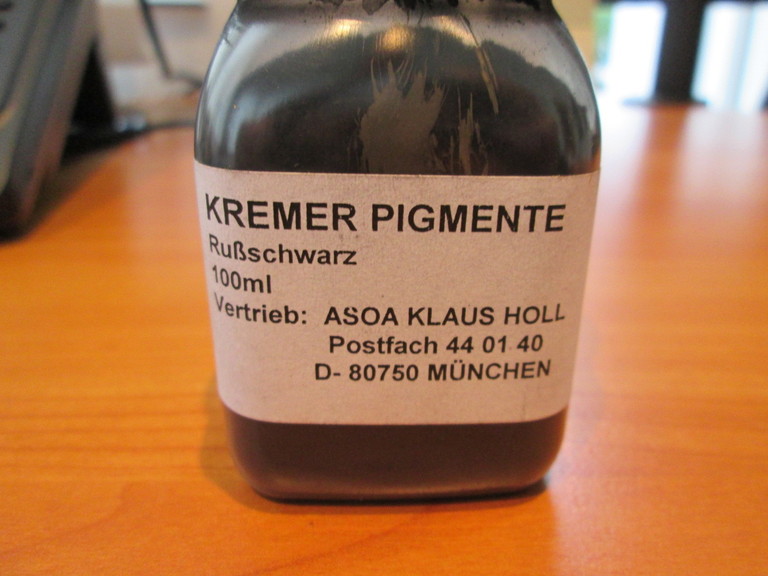 KREMER PIGMENTE
Rußschwarz
100ml
Vertrieb: ASOA KLAUS HOLL
Postfach 44 01 40
D- 80750 MÜNCHEN